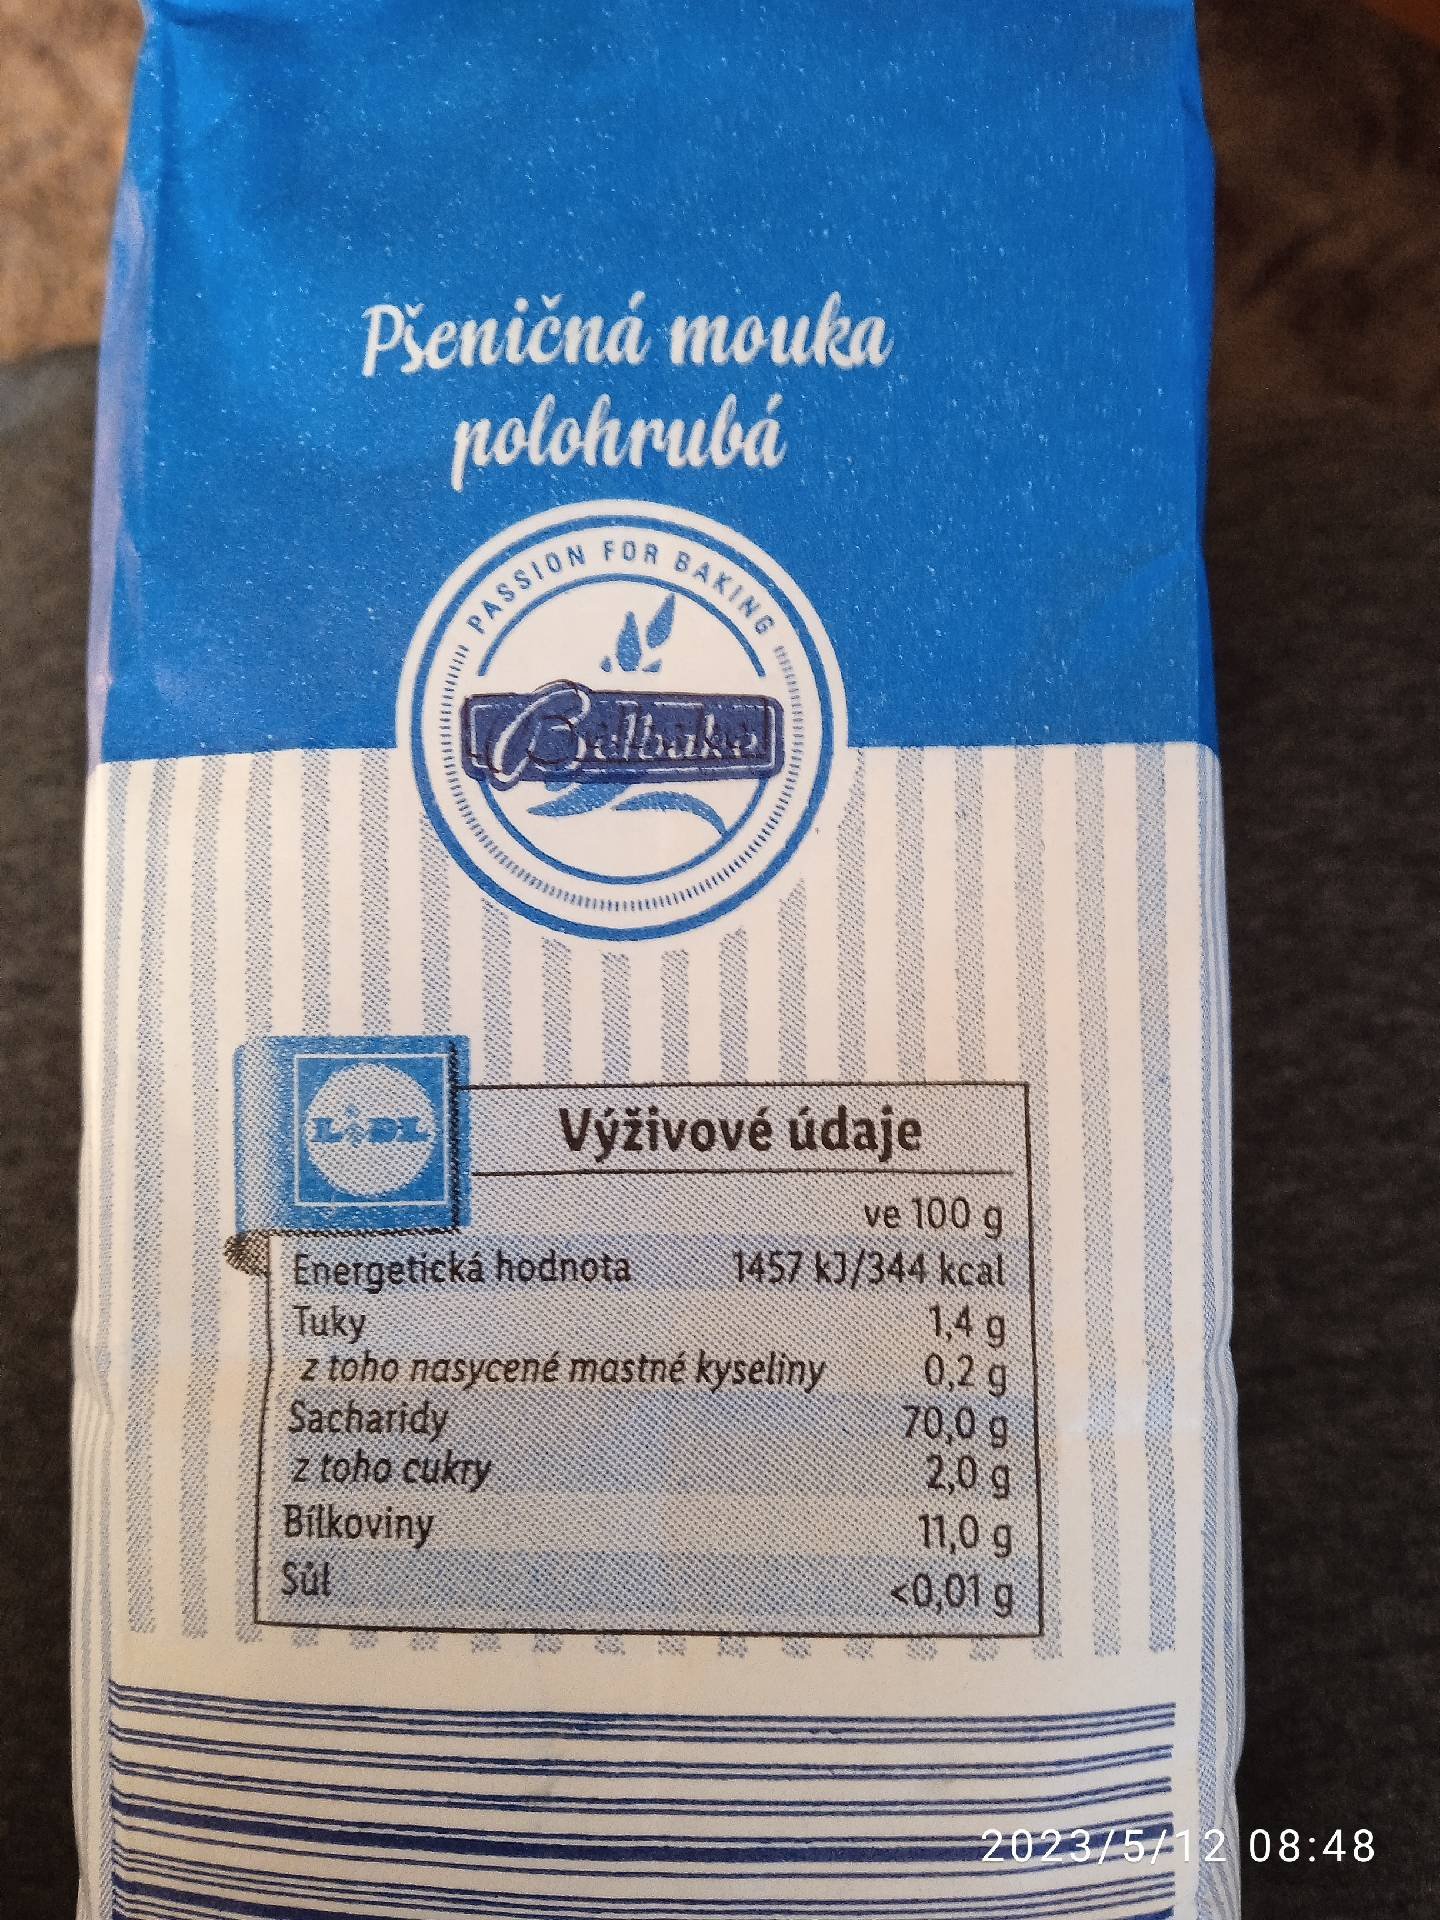 Pšeničná mouka
polohrubá
PASSION FOR BAKING
Belbake
LIDL
Výživové údaje
ve 100 g
Energetická hodnota 1457 kJ/344 kcal
Tuky 1,4 g
z toho nasycené mastné kyseliny 0,2 g
Sacharidy 70,0 g
z toho cukry 2,0 g
Bílkoviny 11,0 g
Sůl <0,01 g
2023/5/12 08:48